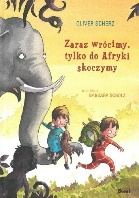 OLIVER SCHERZ
Zaraz wrócimy,
tylko do Afryki
skoczymy
BARBARA SCHOLZ